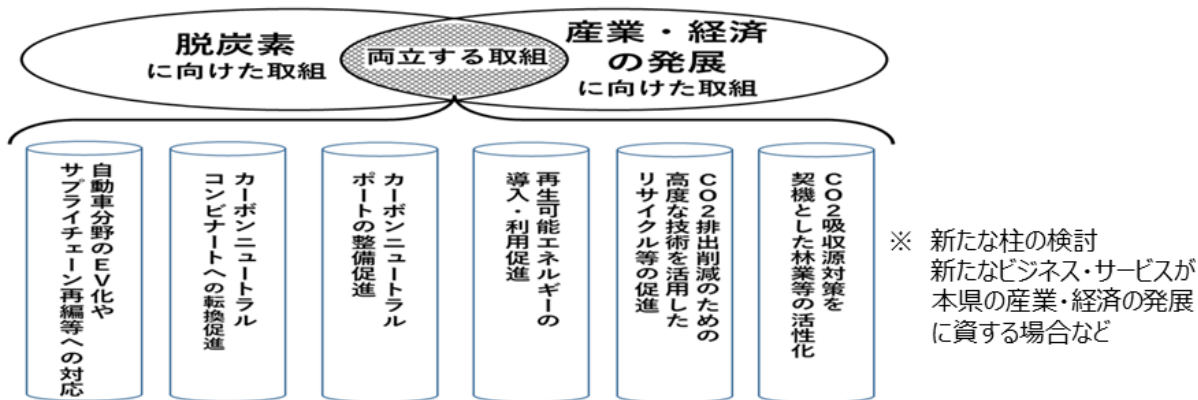 脱炭素
に向けた取組
両立する取組
産業・経済
の発展
に向けた取組
自動車分野のEV化や
サプライチェーン再編等への対応
カーボンニュートラル
コンビナートへの転換促進
カーボンニュートラル
ポートの整備促進
再生可能エネルギーの
導入・利用促進
CO2排出削減のための
高度な技術を活用した
リサイクル等の促進
CO2吸収源対策を
契機とした林業等の活性化
※ 新たな柱の検討
新たなビジネス・サービスが
本県の産業・経済の発展
に資する場合など